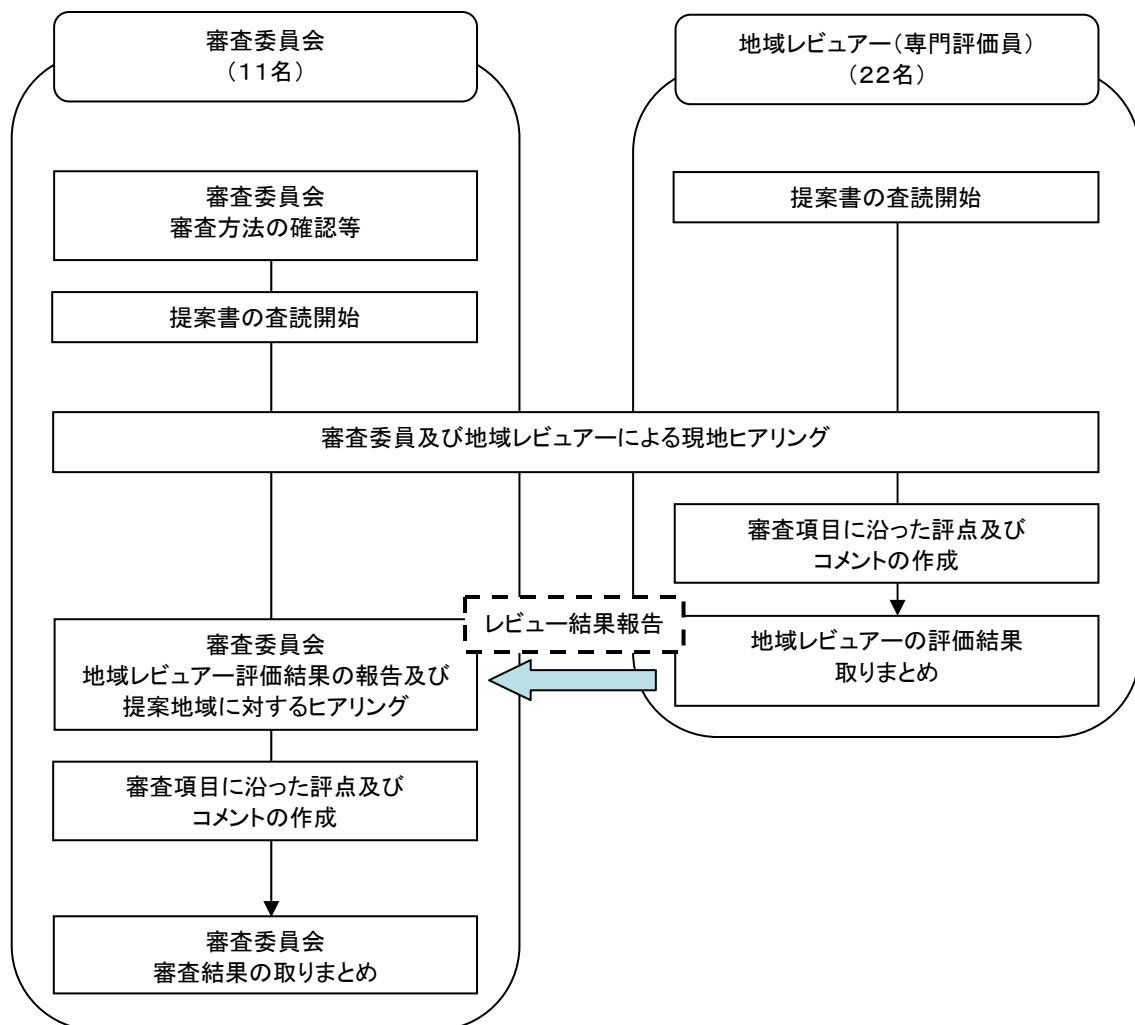 審査委員会
（１１名）
地域レビュアー（専門評価員）
（２２名）
審査委員会
審査方法の確認等
提案書の査読開始
提案書の査読開始
審査委員及び地域レビュアーによる現地ヒアリング
審査項目に沿った評点及び
コメントの作成
レビュー結果報告
地域レビュアーの評価結果
取りまとめ
審査委員会
地域レビュアー評価結果の報告及び
提案地域に対するヒアリング
審査項目に沿った評点及び
コメントの作成
審査委員会
審査結果の取りまとめ